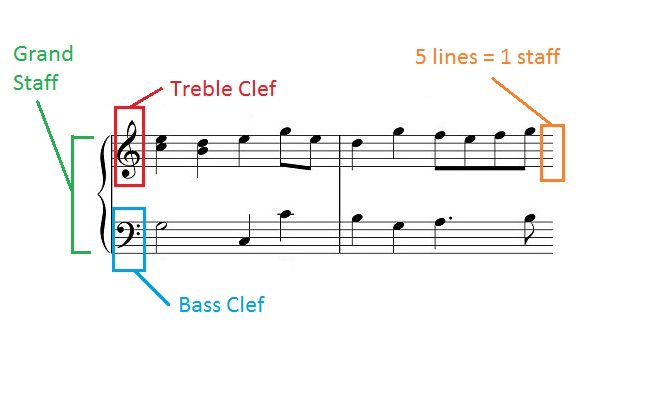 Grand
Staff
Treble Clef
5 lines = 1 staff
Bass Clef